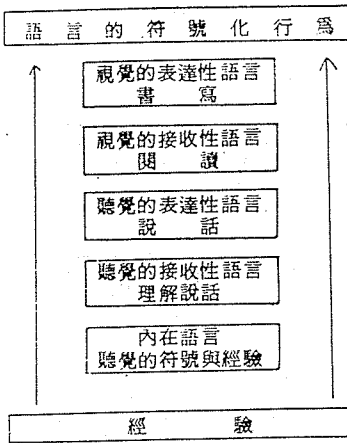 語言的符號化行爲
視覺的表達性語言
書寫
視覺的接收性語言
閱讀
聽覺的表達性語言
說話
聽覺的接收性語言
理解說話
內在語言
聽覺的符號與經驗
經驗